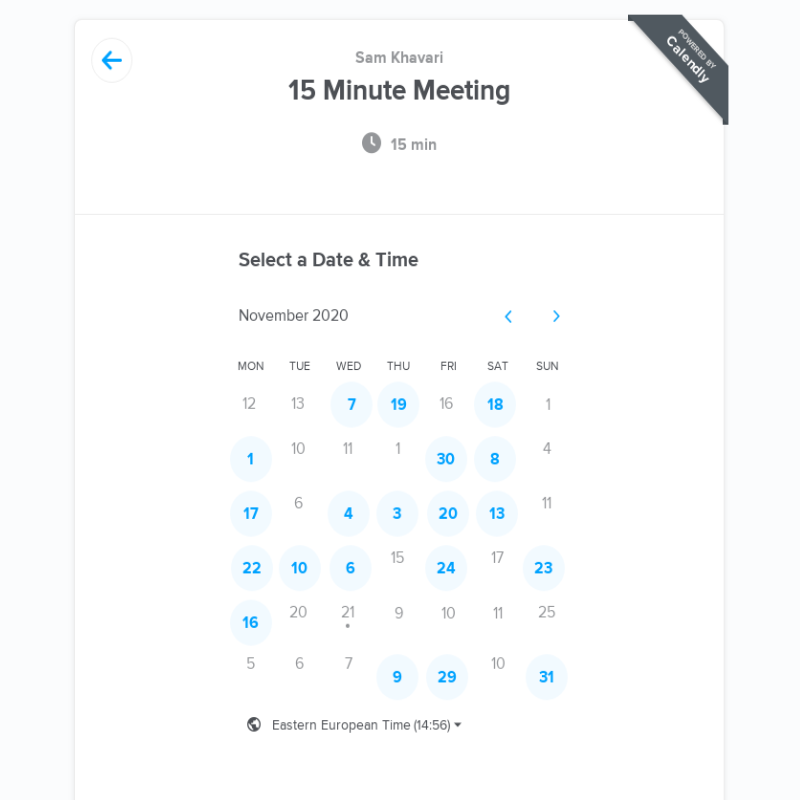 POWERED BY
Calendly
Sam Khavari
15 Minute Meeting
15 min
Select a Date & Time
November 2020
MON TUE WED THU FRI SAT SUN
12 13 7 19 16 18 1
1 10 11 1 30 8 4
17 6 4 3 20 13 11
22 10 6 15 24 17 23
16 20 21 9 10 11 25
5 6 7 9 29 10 31
Eastern European Time (14:56)